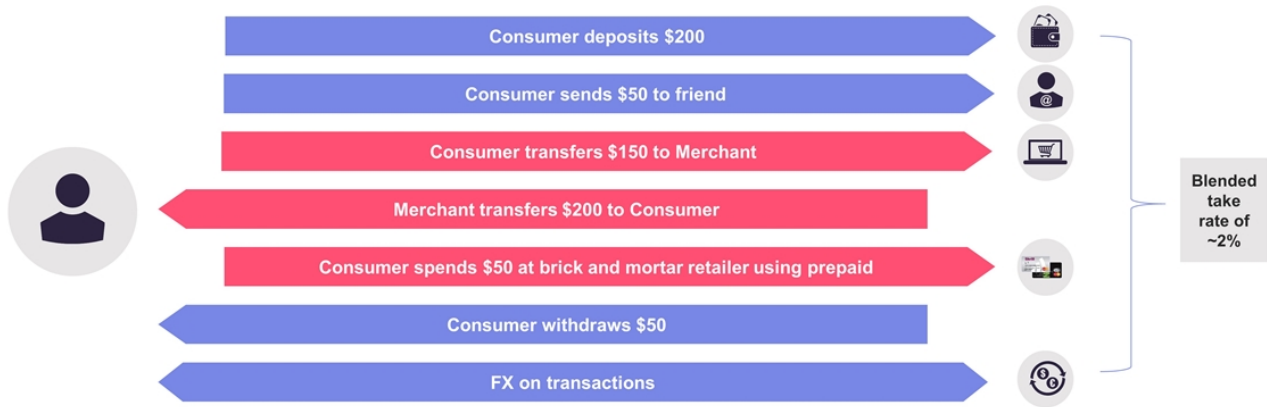 Consumer deposits $200
Consumer sends $50 to friend
@
Consumer transfers $150 to Merchant
Merchant transfers $200 to Consumer
Consumer spends $50 at brick and mortar retailer using prepaid
Consumer withdraws $50
FX on transactions
$
€
Blended
take
rate of
~2%